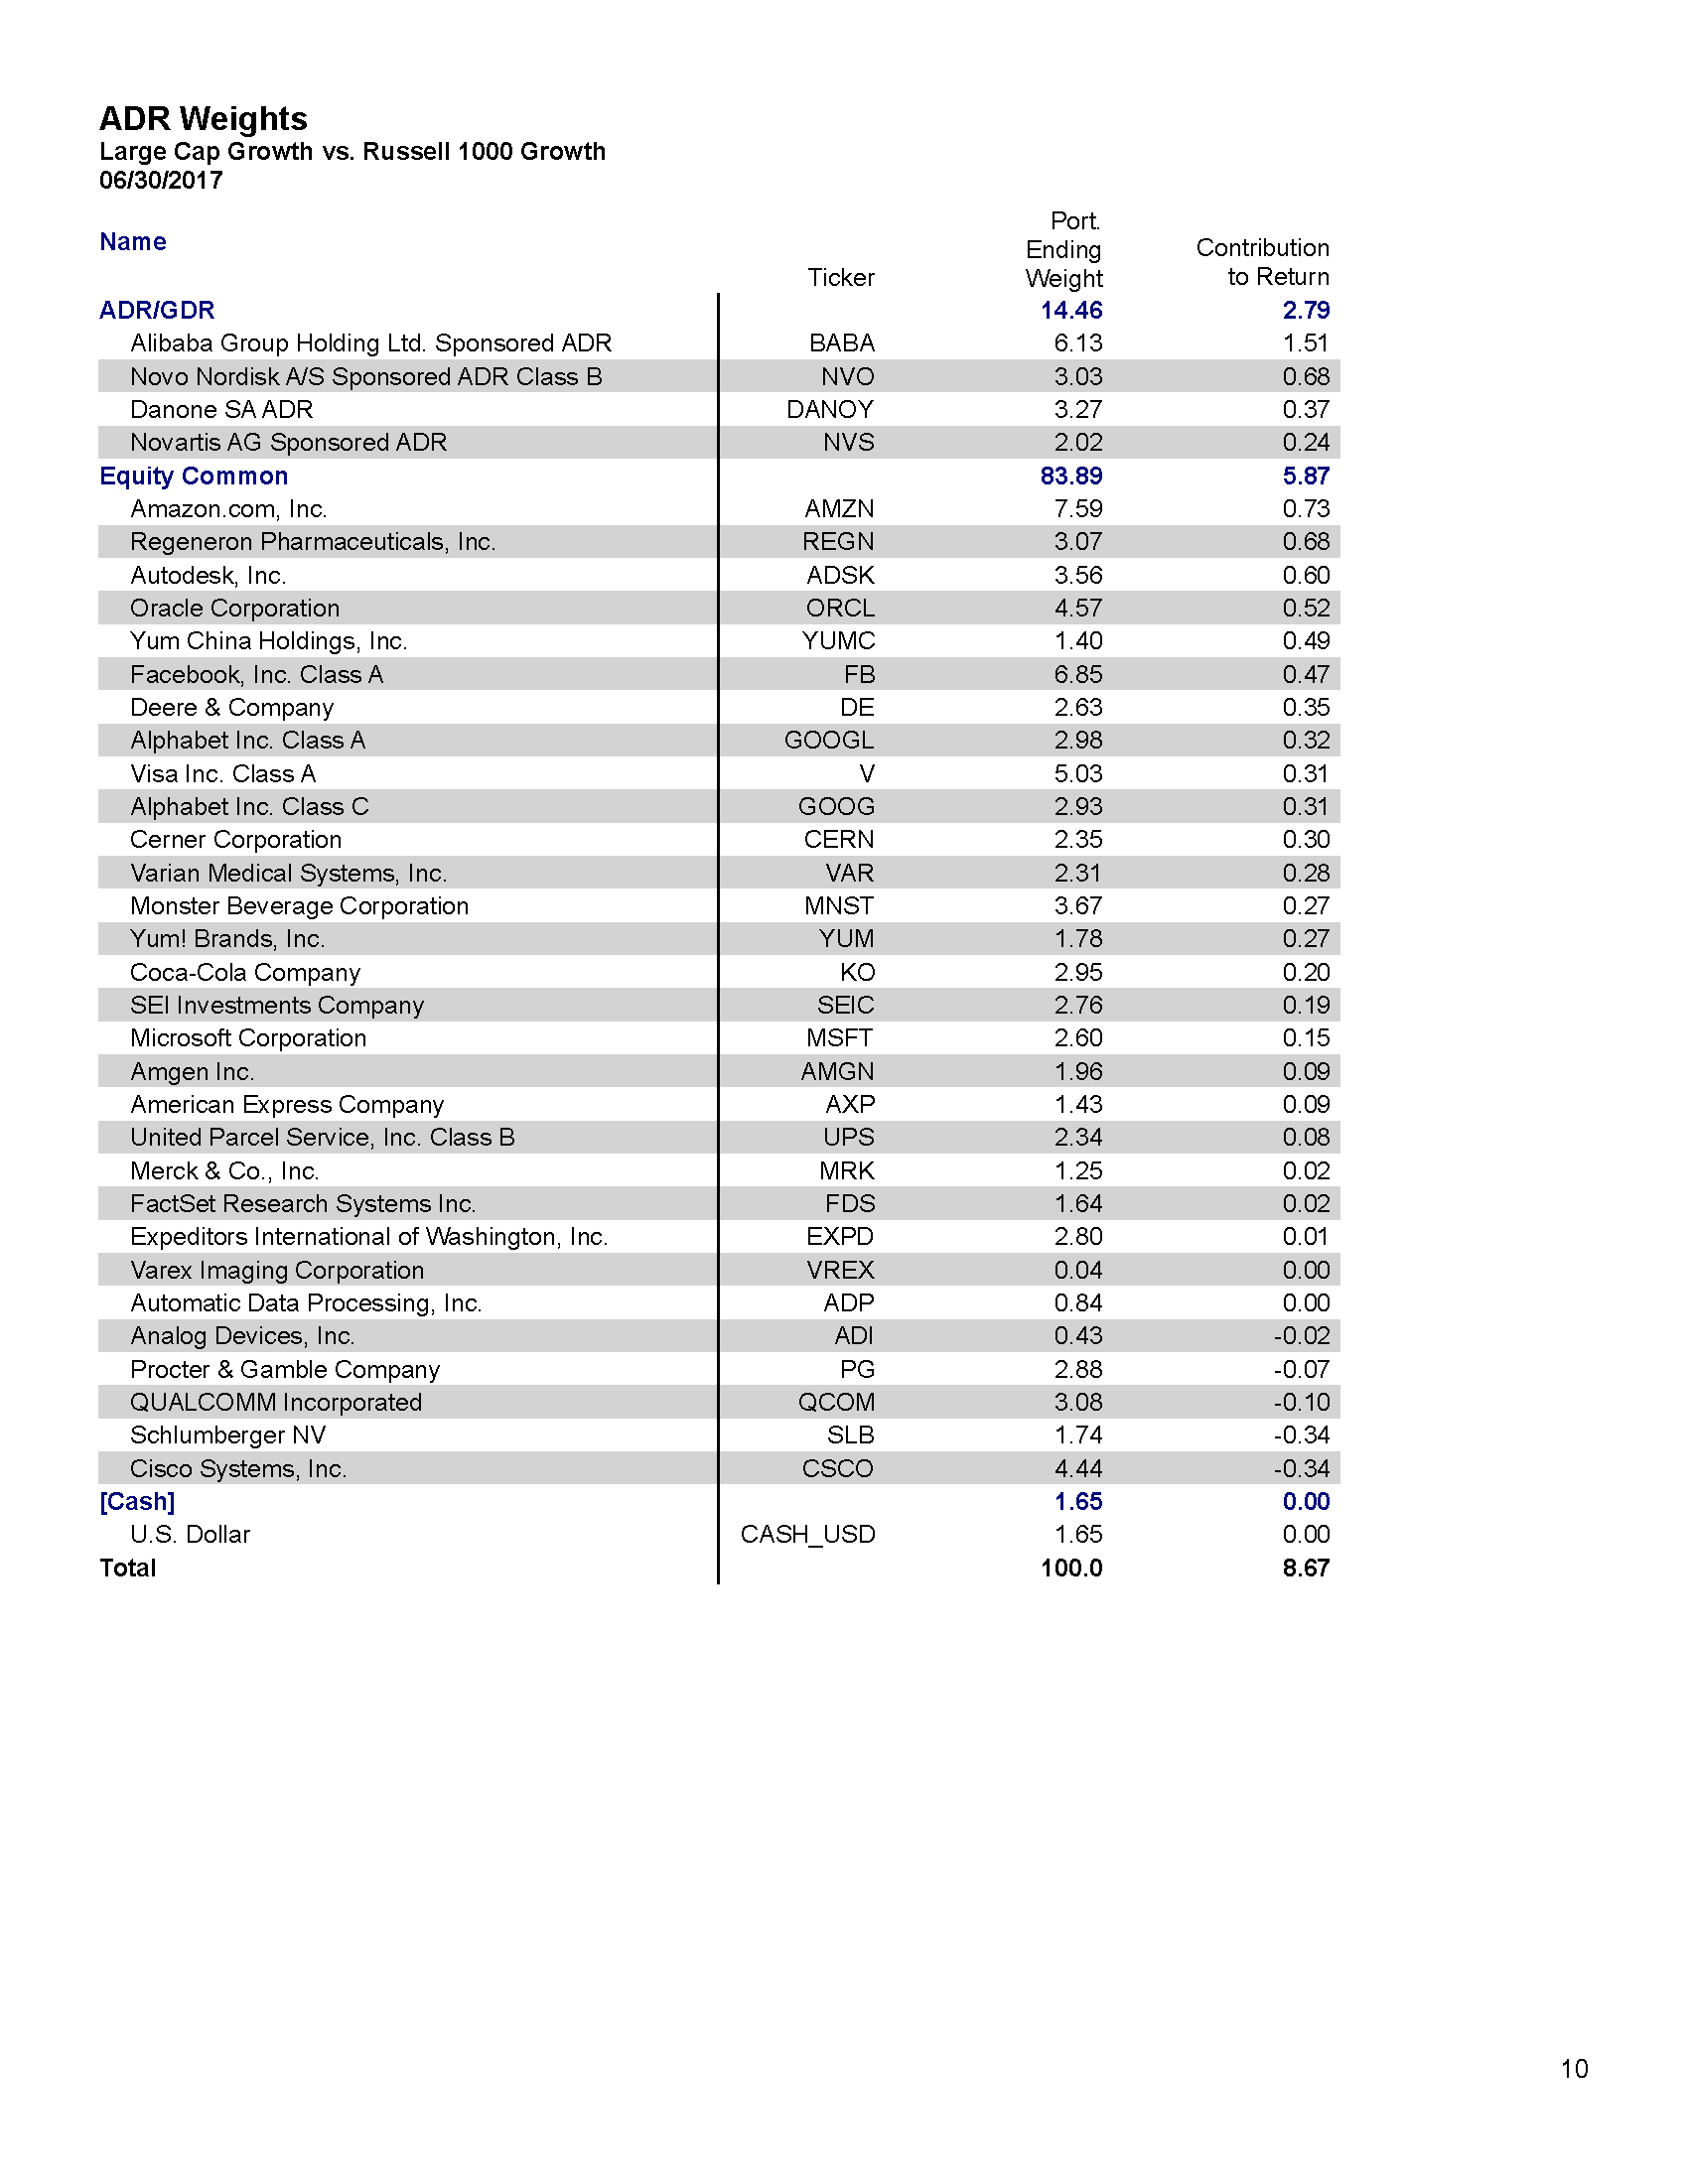 ADR Weights
Large Cap Growth vs. Russell 1000 Growth
06/30/2017
Name Ticker Port. Ending Weight Contribution to Return
ADR/GDR 14.46 2.79
Alibaba Group Holding Ltd. Sponsored ADR BABA 6.13 1.51
Novo Nordisk A/S Sponsored ADR Class B NVO 3.03 0.68
Danone SA ADR DANOY 3.27 0.37
Novartis AG Sponsored ADR NVS 2.02 0.24
Equity Common 83.89 5.87
Amazon.com, Inc. AMZN 7.59 0.73
Regeneron Pharmaceuticals, Inc. REGN 3.07 0.68
Autodesk, Inc. ADSK 3.56 0.60
Oracle Corporation ORCL 4.57 0.52
Yum China Holdings, Inc. YUMC 1.40 0.49
Facebook, Inc. Class A FB 6.85 0.47
Deere & Company DE 2.63 0.35
Alphabet Inc. Class A GOOGL 2.98 0.32
Visa Inc. Class A V 5.03 0.31
Alphabet Inc. Class C GOOG 2.93 0.31
Cerner Corporation CERN 2.35 0.30
Varian Medical Systems, Inc. VAR 2.31 0.28
Monster Beverage Corporation MNST 3.67 0.27
Yum! Brands, Inc. YUM 1.78 0.27
Coca-Cola Company KO 2.95 0.20
SEI Investments Company SEIC 2.76 0.19
Microsoft Corporation MSFT 2.60 0.15
Amgen Inc. AMGN 1.96 0.09
American Express Company AXP 1.43 0.09
United Parcel Service, Inc. Class B UPS 2.34 0.08
Merck & Co., Inc. MRK 1.25 0.02
FactSet Research Systems Inc. FDS 1.64 0.02
Expeditors International of Washington, Inc. EXPD 2.80 0.01
Varex Imaging Corporation VREX 0.04 0.00
Automatic Data Processing, Inc. ADP 0.84 0.00
Analog Devices, Inc. ADI 0.43 -0.02
Procter & Gamble Company PG 2.88 -0.07
QUALCOMM Incorporated QCOM 3.08 -0.10
Schlumberger NV SLB 1.74 -0.34
Cisco Systems, Inc. CSCO 4.44 -0.34
[Cash] 1.65 0.00
U.S. Dollar CASH_USD 1.65 0.00
Total 100.0 8.67
10